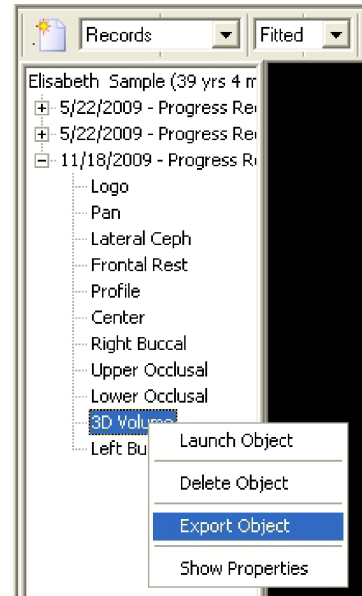 Records Fitted
Elisabeth Sample (39 yrs 4 m
5/22/2009 - Progress Re
5/22/2009 - Progress Re
11/18/2009 - Progress R
Logo
Pan
Lateral Ceph
Frontal Rest
Profile
Center
Right Buccal
Upper Occlusal
Lower Occlusal
3D Volume
Left Bu
Launch Object
Delete Object
Export Object
Show Properties